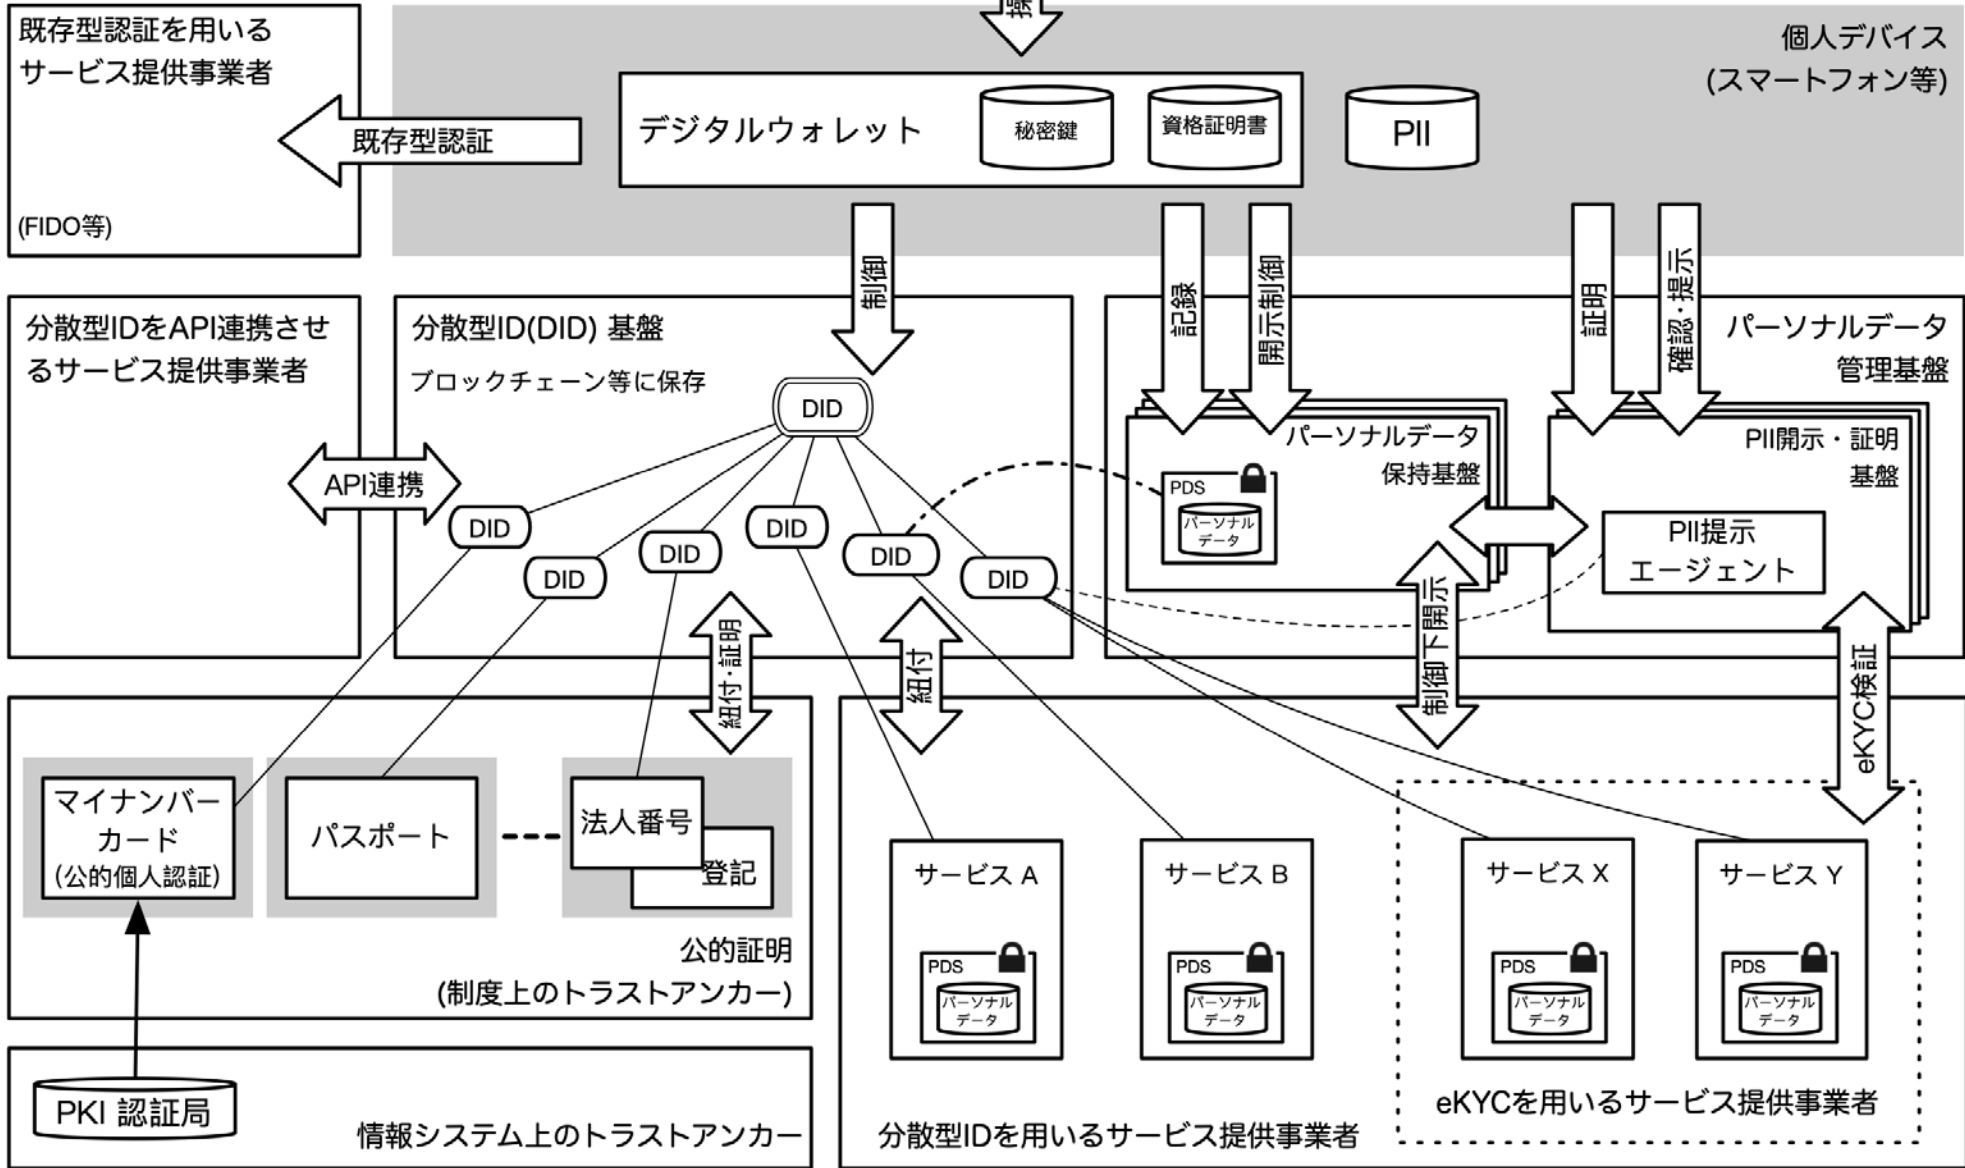 既存型認証を用いる
サービス提供事業者
(FIDO等)
既存型認証
個人デバイス
(スマートフォン等)
デジタルウォレット
秘密鍵
資格証明書
PII
制御
記録
開示制御
証明
確認・提示
分散型IDをAPI連携させ
るサービス提供事業者
API連携
分散型ID(DID) 基盤
ブロックチェーン等に保存
DID
DID
DID
DID
DID
DID
DID
パーソナルデータ
管理基盤
パーソナルデータ
保持基盤
PDS
パーソナル
データ
PII開示・証明
基盤
PII提示
エージェント
紐付・証明
紐付
制御下開示
eKYC検証
マイナンバー
カード
(公的個人認証)
パスポート
法人番号
登記
公的証明
(制度上のトラストアンカー)
PKI 認証局
情報システム上のトラストアンカー
サービス A
PDS
パーソナル
データ
サービス B
PDS
パーソナル
データ
サービス X
PDS
パーソナル
データ
サービス Y
PDS
パーソナル
データ
eKYCを用いるサービス提供事業者
分散型IDを用いるサービス提供事業者